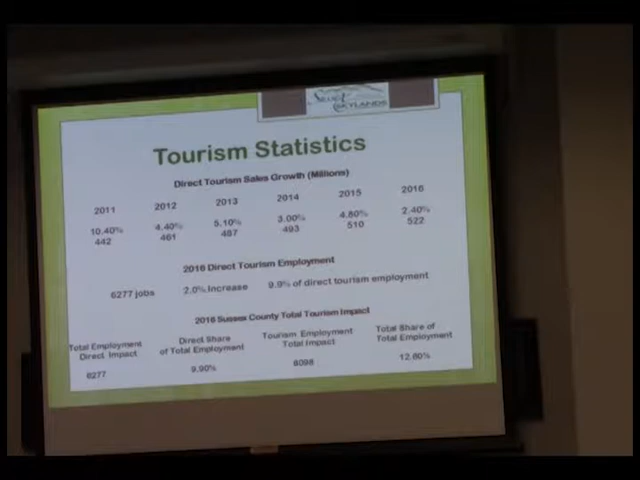 Select
SKYLANDS
Tourism Statistics
Direct Tourism Sales Growth (Millions)
2011 2012 2013 2014 2015 2016
10.40% 4.40% 5.10% 3.00% 4.80% 2.40%
442 461 487 493 510 522
2016 Direct Tourism Employment
6277 jobs 2.0% Increase 9.9% of direct tourism employment
2016 Sussex County Total Tourism Impact
Total Employment Direct Share Tourism Employment Total Share of
Direct Impact of Total Employment Total Impact Total Employment
6277 9.90% 8098 12.80%